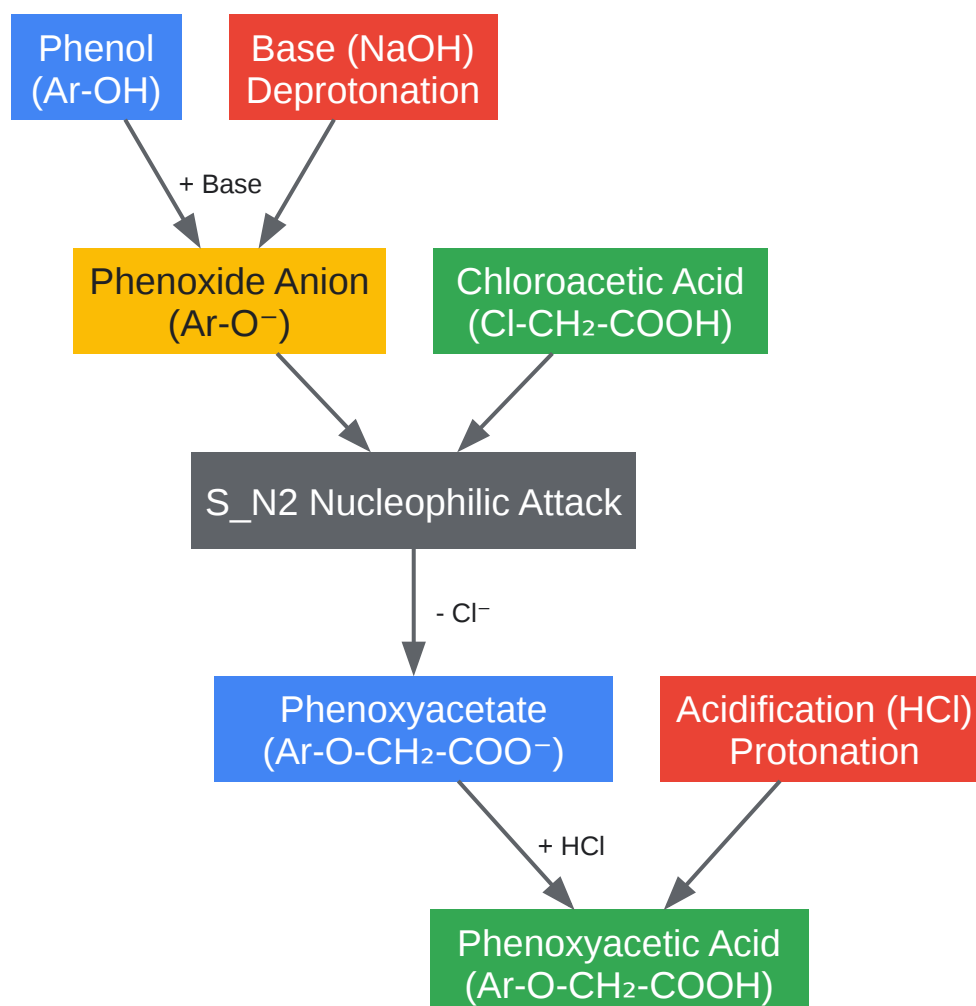 Phenol
(Ar-OH)
Base (NaOH)
Deprotonation
+ Base
Phenoxide Anion
(Ar-O⁻)
Chloroacetic Acid
(Cl-CH₂-COOH)
S_N2 Nucleophilic Attack
- Cl⁻
Phenoxyacetate
(Ar-O-CH₂-COO⁻)
Acidification (HCl)
Protonation
+ HCl
Phenoxyacetic Acid
(Ar-O-CH₂-COOH)